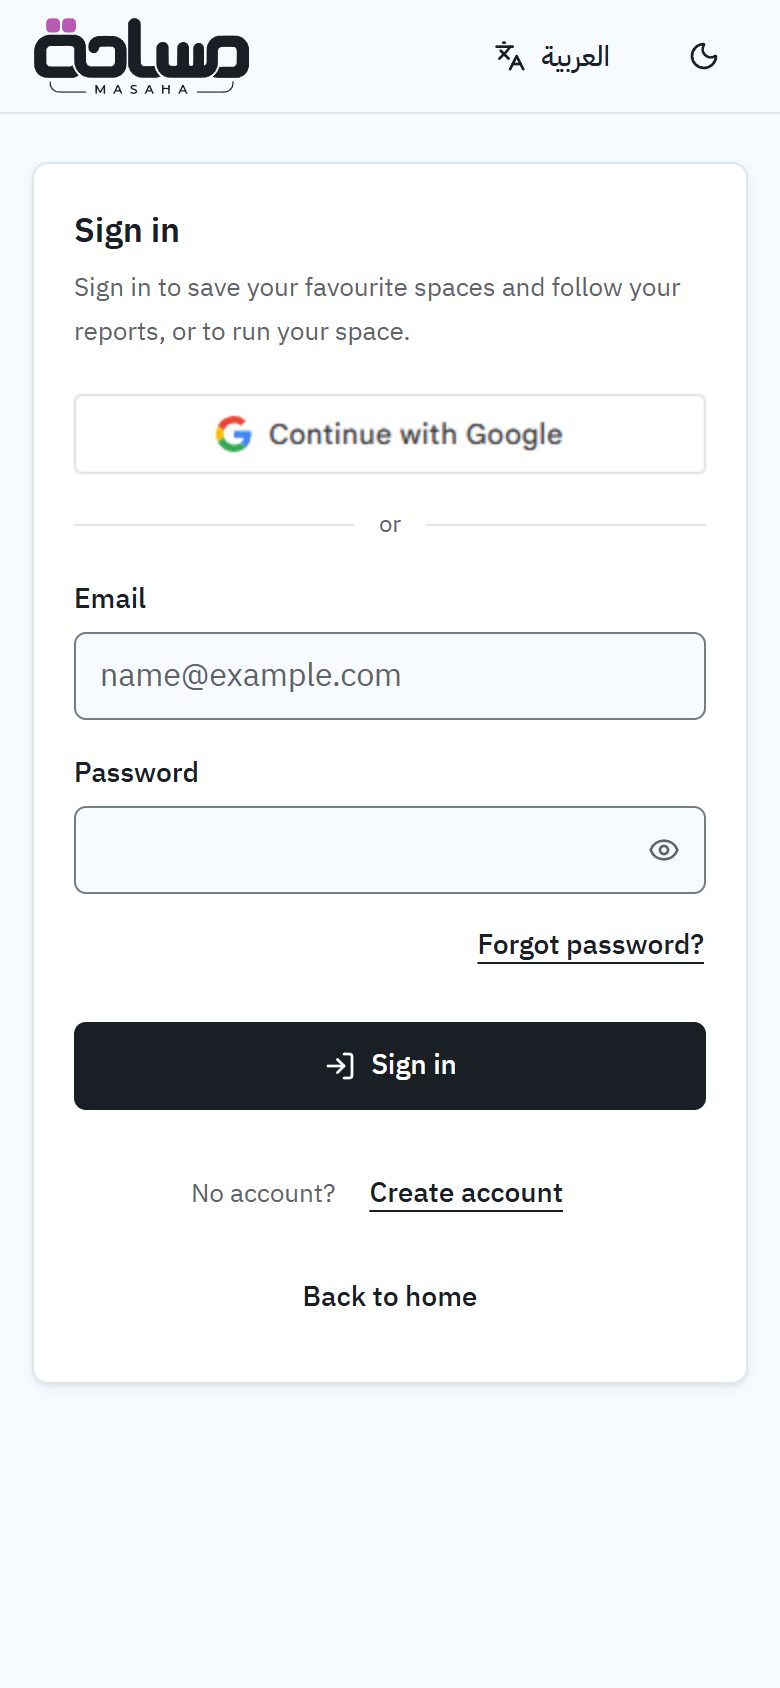 مساحة
MASAHA
العربية
Sign in
Sign in to save your favourite spaces and follow your
reports, or to run your space.
Continue with Google
or
Email
name@example.com
Password
Forgot password?
Sign in
No account? Create account
Back to home